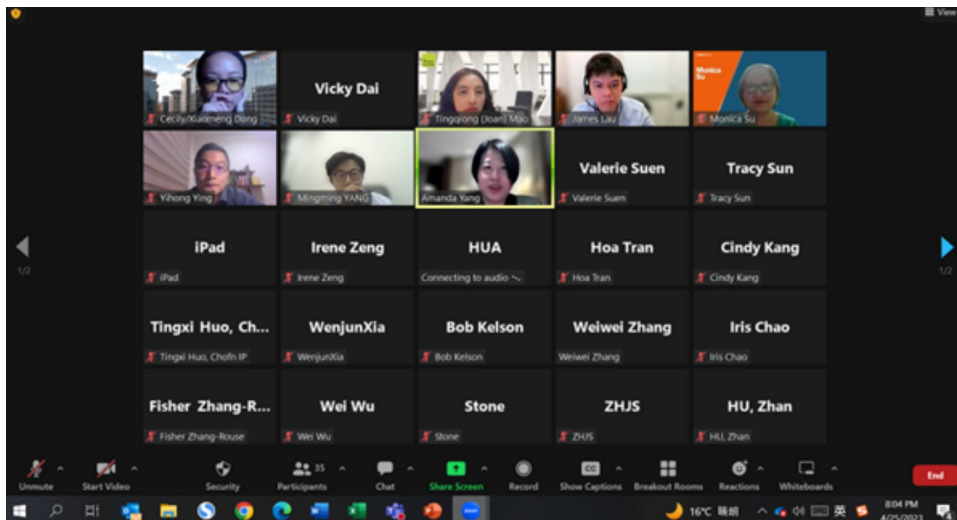 View
Cecily/Xiaomeng Dong
Vicky Dai
Vicky Dai
Tingqiong (Joan) Mao
James Lau
Monica Su
Monica Su
Yihong Ying
Mingming YANG
Amanda Yang
Valerie Suen
Valerie Suen
Tracy Sun
Tracy Sun
iPad
iPad
Irene Zeng
Irene Zeng
HUA
Connecting to audio
Hoa Tran
Hoa Tran
Cindy Kang
Cindy Kang
1/2
1/2
Tingxi Huo, Ch...
Tingxi Huo, Chofn IP
WenjunXia
WenjunXia
Bob Kelson
Bob Kelson
Weiwei Zhang
Weiwei Zhang
Iris Chao
Iris Chao
Fisher Zhang-R...
Fisher Zhang-Rouse
Wei Wu
Wei Wu
Stone
Stone
ZHJS
ZHJS
HU, Zhan
HU, Zhan
Unmute
Start Video
Security
Participants
35
Chat
Share Screen
Record
CC
Show Captions
Breakout Rooms
Reactions
Whiteboards
End
16°C 晴朗
英
8:04 PM
4/25/2023